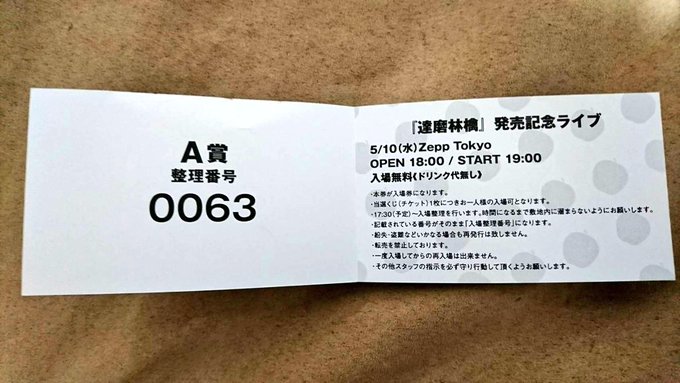 A賞
整理番号
0063
『達磨林檎』発売記念ライブ
5/10(水)Zepp Tokyo
OPEN 18:00 / START 19:00
入場無料《ドリンク代無し》
・本券が入場券になります。
・当選くじ(チケット)1枚につきお一人様の入場可となります。
・17:30(予定)〜入場整理を行います。時間になるまで敷地内に溜まらないようにお願いします。
・記載されている番号がそのまま「入場整理番号」になります。
・紛失・盗難などいかなる場合も再発行は致しません。
・転売を禁止しております。
・一度入場してからの再入場は出来ません。
・その他スタッフの指示を必ず守り行動して頂くようお願いします。